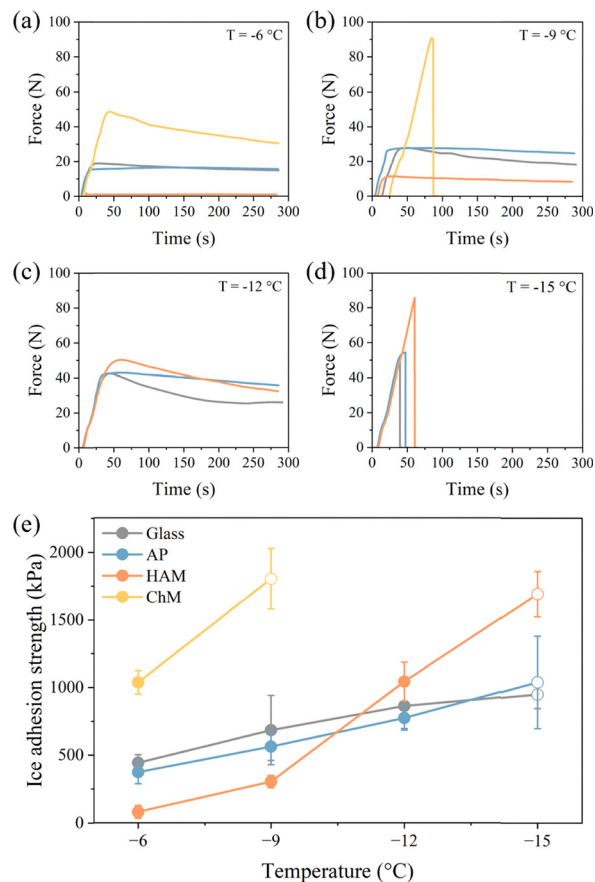 (a)
T = -6 °C
Force (N)
100
80
60
40
20
0
0 50 100 150 200 250 300
Time (s)
(b)
T = -9 °C
Force (N)
100
80
60
40
20
0
0 50 100 150 200 250 300
Time (s)
(c)
T = -12 °C
Force (N)
100
80
60
40
20
0
0 50 100 150 200 250 300
Time (s)
(d)
T = -15 °C
Force (N)
100
80
60
40
20
0
0 50 100 150 200 250 300
Time (s)
(e)
Glass
AP
HAM
ChM
Ice adhesion strength (kPa)
2000
1500
1000
500
0
−6 −9 −12 −15
Temperature (°C)